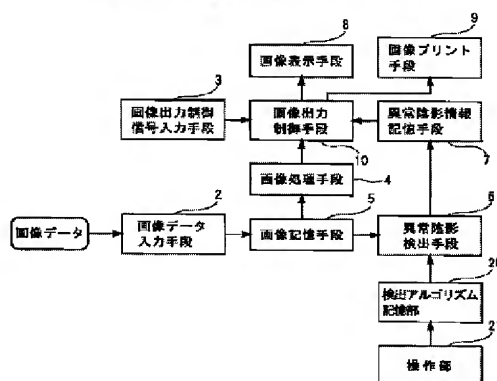 8
9
画像表示手段
画像プリント
手段
3
画像出力制御
信号入力手段
画像出力
制御手段
異常陰影情報
記憶手段
10
7
画像処理手段
4
2
5
6
画像データ
画像データ
入力手段
画像記憶手段
異常陰影
検出手段
検出アルゴリズム
記憶部
操作部